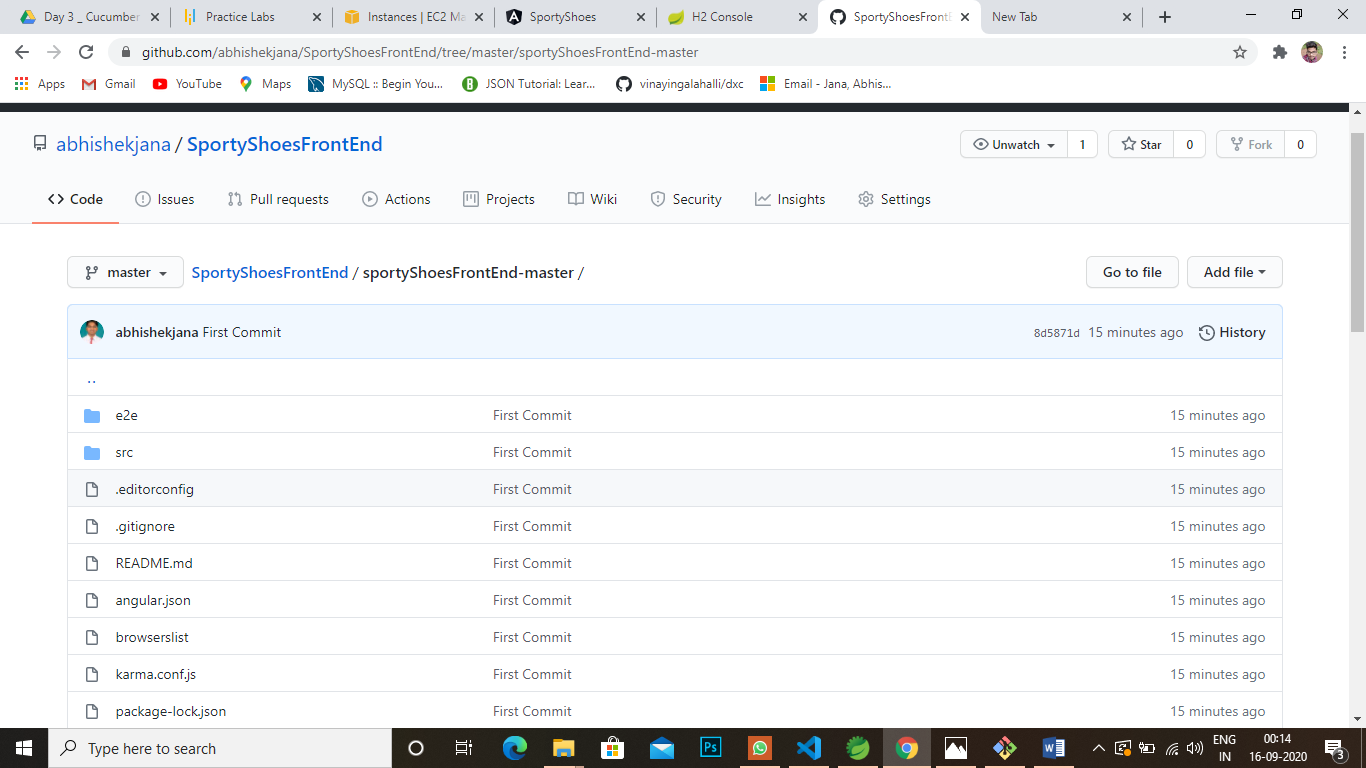 Day 3 _ Cucumber
Practice Labs
Instances | EC2 Ma
SportyShoes
H2 Console
SportyShoesFrontE
New Tab
github.com/abhishekjana/SportyShoesFrontEnd/tree/master/sportyShoesFrontEnd-master
Apps
Gmail
YouTube
Maps
MySQL :: Begin You...
JSON Tutorial: Lear...
vinayingalahalli/dxc
Email - Jana, Abhis...
abhishekjana / SportyShoesFrontEnd
Unwatch 1
Star 0
Fork 0
Code
Issues
Pull requests
Actions
Projects
Wiki
Security
Insights
Settings
master
SportyShoesFrontEnd / sportyShoesFrontEnd-master /
Go to file
Add file
abhishekjana First Commit
8d5871d 15 minutes ago History
..
e2e First Commit 15 minutes ago
src First Commit 15 minutes ago
.editorconfig First Commit 15 minutes ago
.gitignore First Commit 15 minutes ago
README.md First Commit 15 minutes ago
angular.json First Commit 15 minutes ago
browserslist First Commit 15 minutes ago
karma.conf.js First Commit 15 minutes ago
package-lock.json First Commit 15 minutes ago
Type here to search
Ps
ENG
IN
00:14
16-09-2020
3